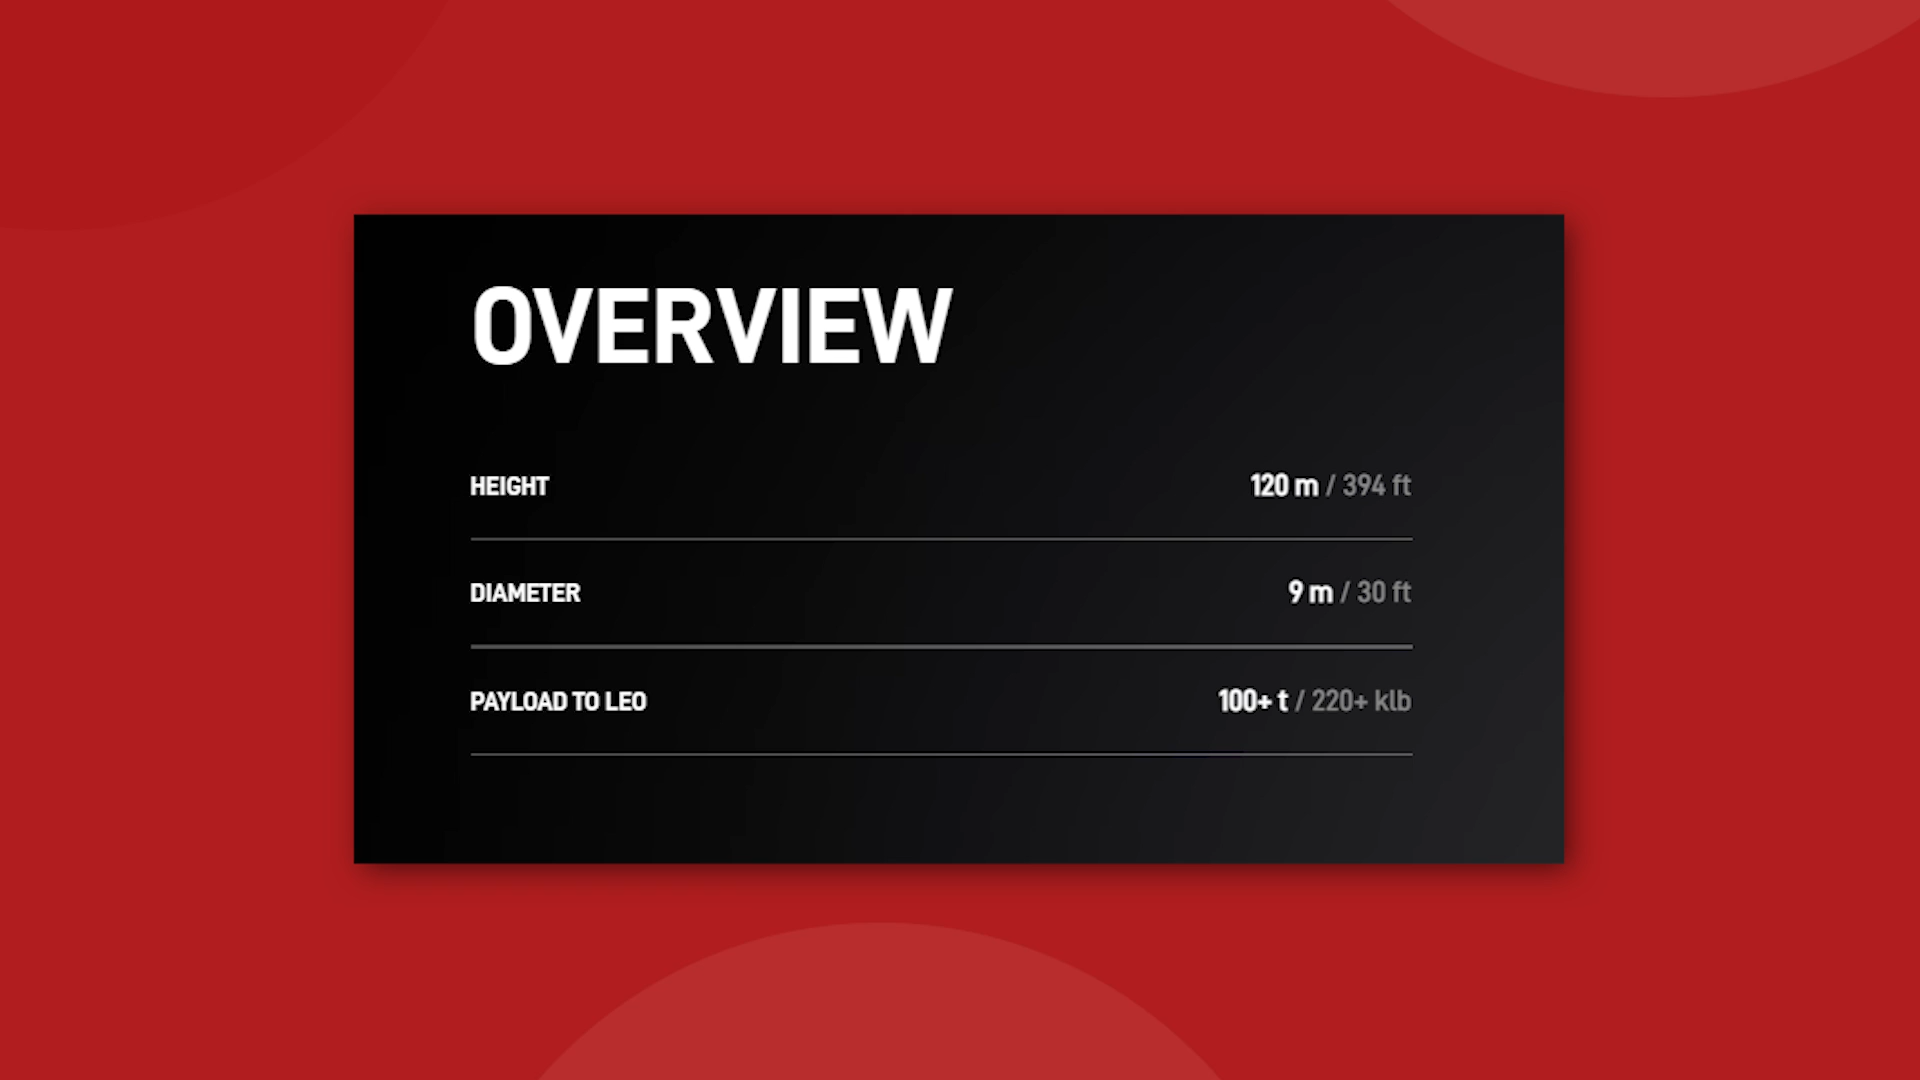 OVERVIEW
HEIGHT 120 m / 394 ft
DIAMETER 9 m / 30 ft
PAYLOAD TO LEO 100+ t / 220+ klb